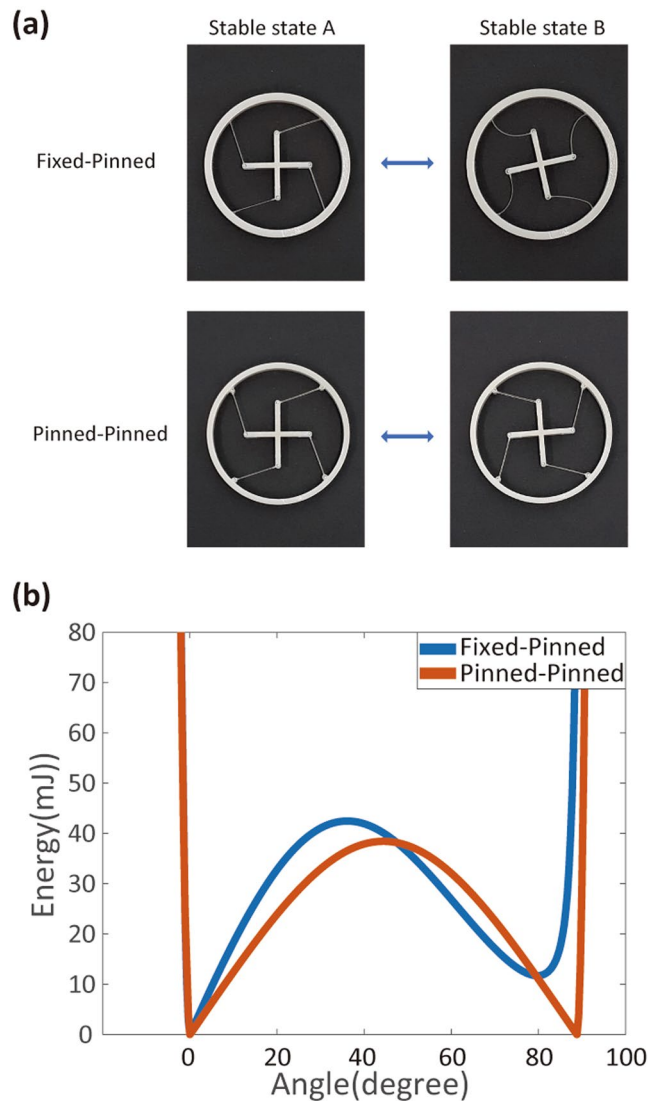 (a)
Stable state A
Stable state B
Fixed-Pinned
Pinned-Pinned
(b)
80
70
60
50
40
30
20
10
0
Energy(mJ))
Fixed-Pinned
Pinned-Pinned
0
20
40
60
80
100
Angle(degree)